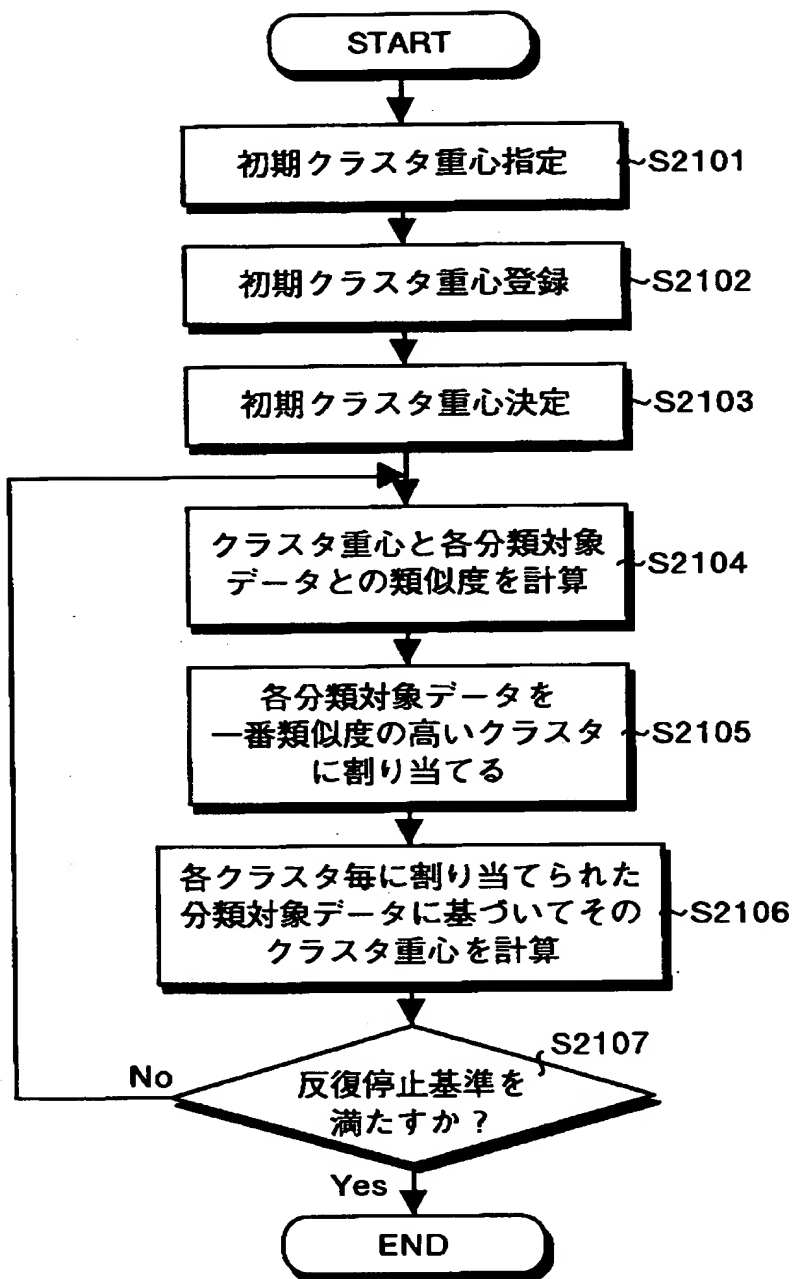 START
初期クラスタ重心指定
S2101
初期クラスタ重心登録
S2102
初期クラスタ重心決定
S2103
クラスタ重心と各分類対象
データとの類似度を計算
S2104
各分類対象データを
一番類似度の高いクラスタ
に割り当てる
S2105
各クラスタ毎に割り当てられた
分類対象データに基づいてその
クラスタ重心を計算
S2106
S2107
反復停止基準を
満たすか?
No
Yes
END